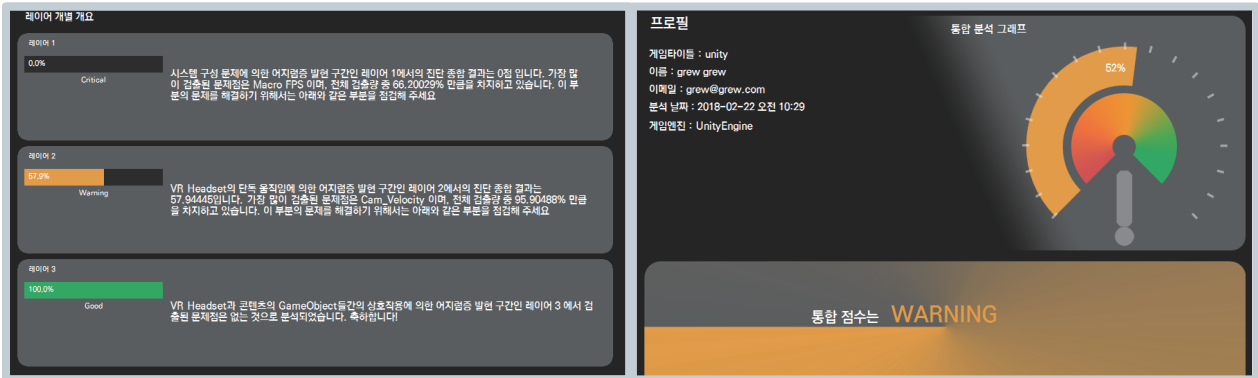 레이어 개별 개요
레이어 1
0.0%
Critical
시스템 구성 문제에 의한 어지럼증 발현 구간인 레이어 1에서의 진단 종합 결과는 0점 입니다. 가장 많
이 검출된 문제점은 Macro FPS 이며, 전체 검출량 중 66.20029% 만큼을 차지하고 있습니다. 이 부
분의 문제를 해결하기 위해서는 아래와 같은 부분을 점검해 주세요
레이어 2
57.9%
Warning
VR Headset의 단독 움직임에 의한 어지럼증 발현 구간인 레이어 2에서의 진단 종합 결과는
57.94445입니다. 가장 많이 검출된 문제점은 Cam_Velocity 이며, 전체 검출량 중 95.90488% 만큼
을 차지하고 있습니다. 이 부분의 문제를 해결하기 위해서는 아래와 같은 부분을 점검해 주세요
레이어 3
100.0%
Good
VR Headset과 콘텐츠의 GameObject들간의 상호작용에 의한 어지럼증 발현 구간인 레이어 3 에서 검
출된 문제점은 없는 것으로 분석되었습니다. 축하합니다!
프로필
게임타이틀 : unity
이름 : grew grew
이메일 : grew@grew.com
분석 날짜 : 2018-02-22 오전 10:29
게임엔진 : UnityEngine
통합 분석 그래프
52%
통합 점수는 WARNING